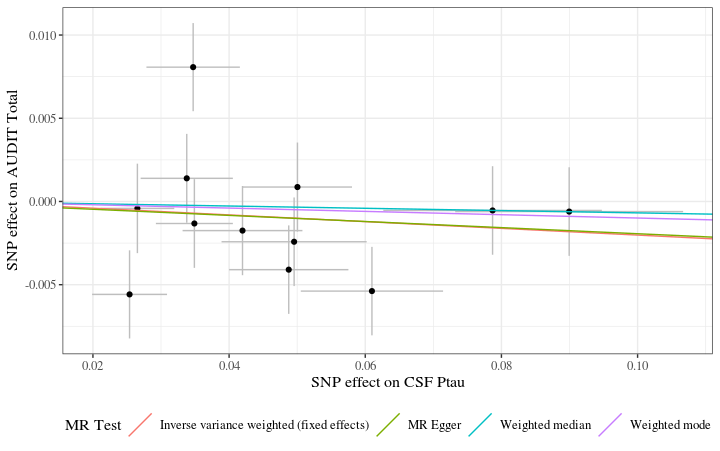 0.010
0.005
0.000
-0.005
SNP effect on AUDIT Total
0.02 0.04 0.06 0.08 0.10
SNP effect on CSF Ptau
MR Test Inverse variance weighted (fixed effects) MR Egger Weighted median Weighted mode